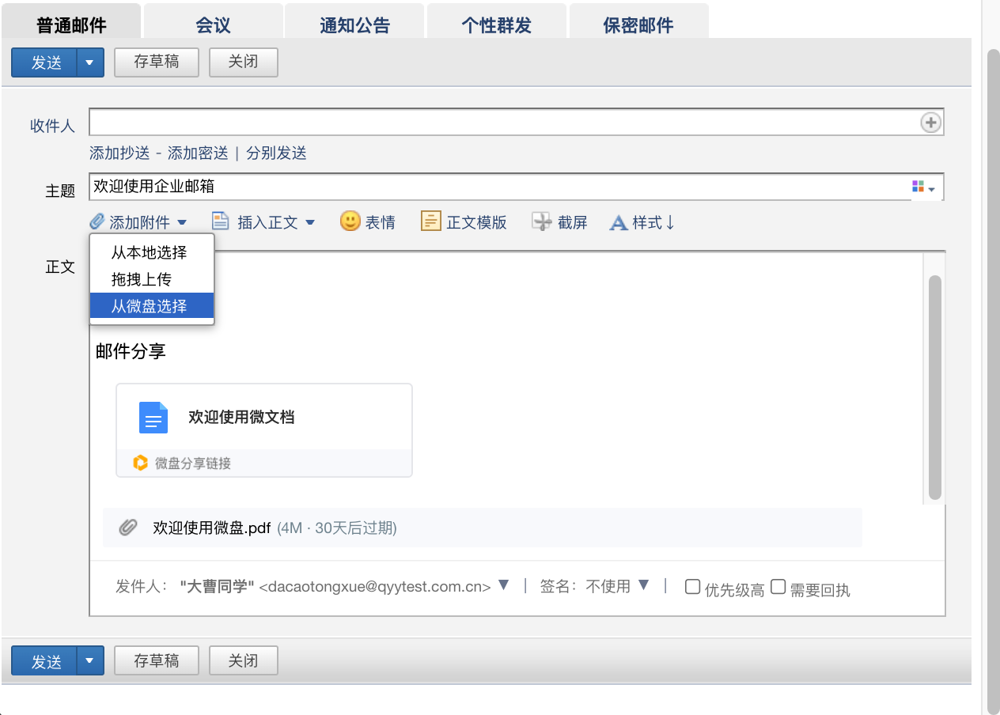 普通邮件 会议 通知公告 个性群发 保密邮件
发送 存草稿 关闭
收件人
添加抄送 - 添加密送 | 分别发送
主题 欢迎使用企业邮箱
添加附件 插入正文 表情 正文模版 截屏 样式↓
从本地选择
正文
拖拽上传
从微盘选择
邮件分享
欢迎使用微文档
微盘分享链接
欢迎使用微盘.pdf (4M · 30天后过期)
发件人： "大曹同学" <dacaotongxue@qyytest.com.cn> | 签名：不使用 | 优先级高 需要回执
发送 存草稿 关闭